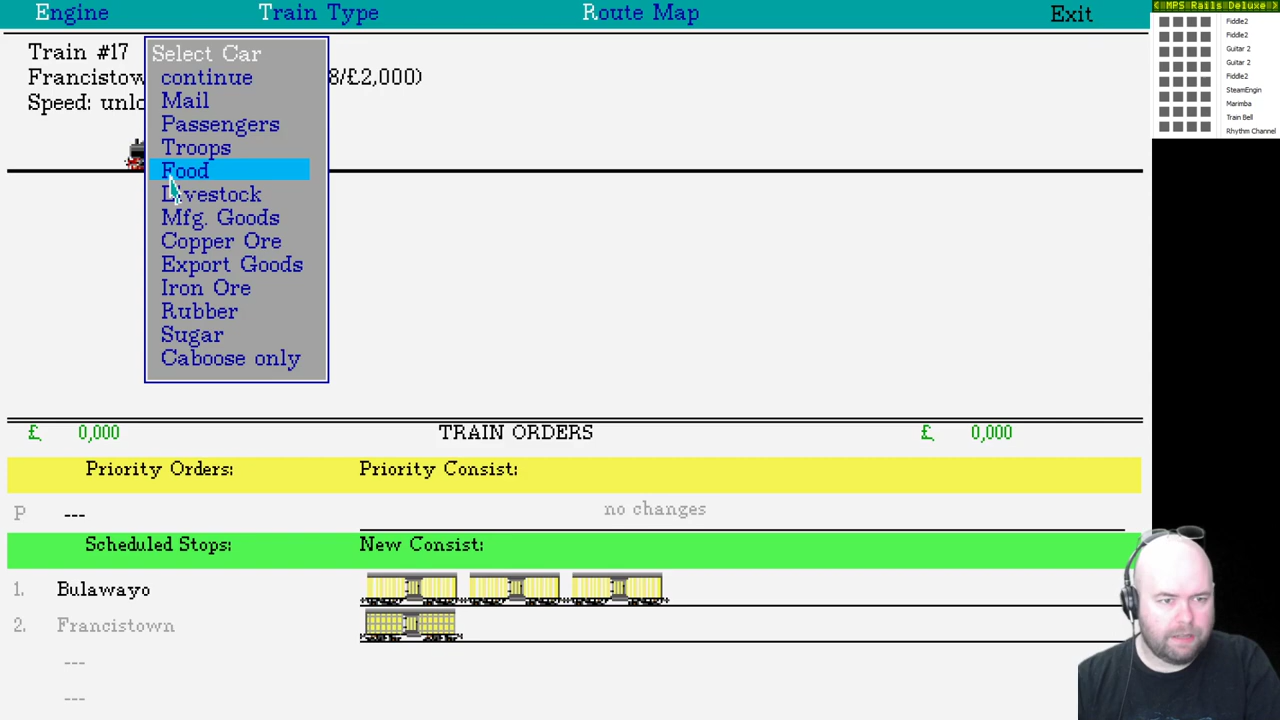 Engine Train Type Route Map Exit
< MPS Rails Deluxe >
Train #17
Francistow 8/£2,000)
Speed: unlo
Select Car
continue
Mail
Passengers
Troops
Food
Livestock
Mfg. Goods
Copper Ore
Export Goods
Iron Ore
Rubber
Sugar
Caboose only
Fiddle2
Fiddle2
Guitar 2
Guitar 2
Fiddle2
SteamEngin
Marimba
Train Bell
Rhythm Channel
£ 0,000 TRAIN ORDERS £ 0,000
Priority Orders: Priority Consist:
P --- no changes
Scheduled Stops: New Consist:
1. Bulawayo
2. Francistown
---
---